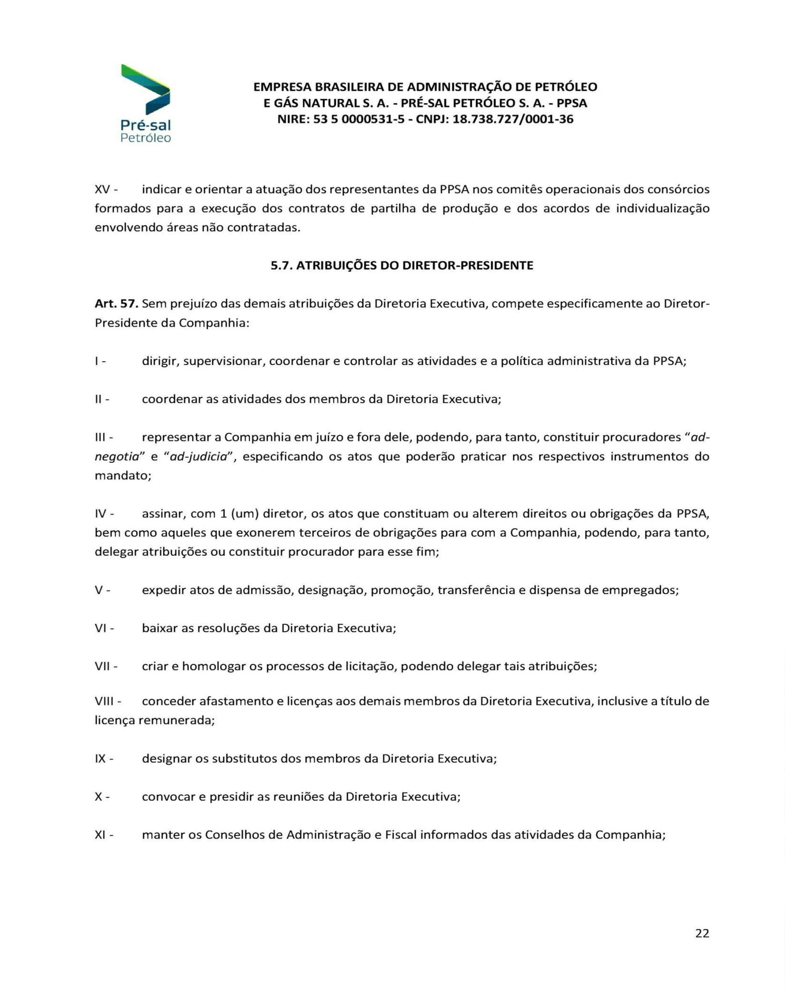 Pré-sal
Petróleo
EMPRESA BRASILEIRA DE ADMINISTRAÇÃO DE PETRÓLEO
E GÁS NATURAL S. A. - PRÉ-SAL PETRÓLEO S. A. - PPSA
NIRE: 53 5 0000531-5 - CNPJ: 18.738.727/0001-36
XV - indicar e orientar a atuação dos representantes da PPSA nos comitês operacionais dos consórcios
formados para a execução dos contratos de partilha de produção e dos acordos de individualização
envolvendo áreas não contratadas.
5.7. ATRIBUIÇÕES DO DIRETOR-PRESIDENTE
Art. 57. Sem prejuízo das demais atribuições da Diretoria Executiva, compete especificamente ao Diretor-
Presidente da Companhia:
I - dirigir, supervisionar, coordenar e controlar as atividades e a política administrativa da PPSA;
II - coordenar as atividades dos membros da Diretoria Executiva;
III - representar a Companhia em juízo e fora dele, podendo, para tanto, constituir procuradores “ad-
negotia” e “ad-judicia”, especificando os atos que poderão praticar nos respectivos instrumentos do
mandato;
IV - assinar, com 1 (um) diretor, os atos que constituam ou alterem direitos ou obrigações da PPSA,
bem como aqueles que exonerem terceiros de obrigações para com a Companhia, podendo, para tanto,
delegar atribuições ou constituir procurador para esse fim;
V - expedir atos de admissão, designação, promoção, transferência e dispensa de empregados;
VI - baixar as resoluções da Diretoria Executiva;
VII - criar e homologar os processos de licitação, podendo delegar tais atribuições;
VIII - conceder afastamento e licenças aos demais membros da Diretoria Executiva, inclusive a título de
licença remunerada;
IX - designar os substitutos dos membros da Diretoria Executiva;
X - convocar e presidir as reuniões da Diretoria Executiva;
XI - manter os Conselhos de Administração e Fiscal informados das atividades da Companhia;
22